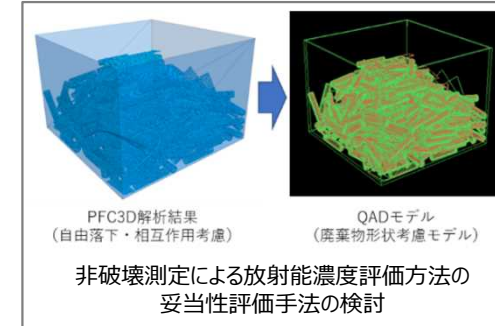 PFC3D解析結果
（自由落下・相互作用考慮）
QADモデル
（廃棄物形状考慮モデル）
非破壊測定による放射能濃度評価方法の
妥当性評価手法の検討